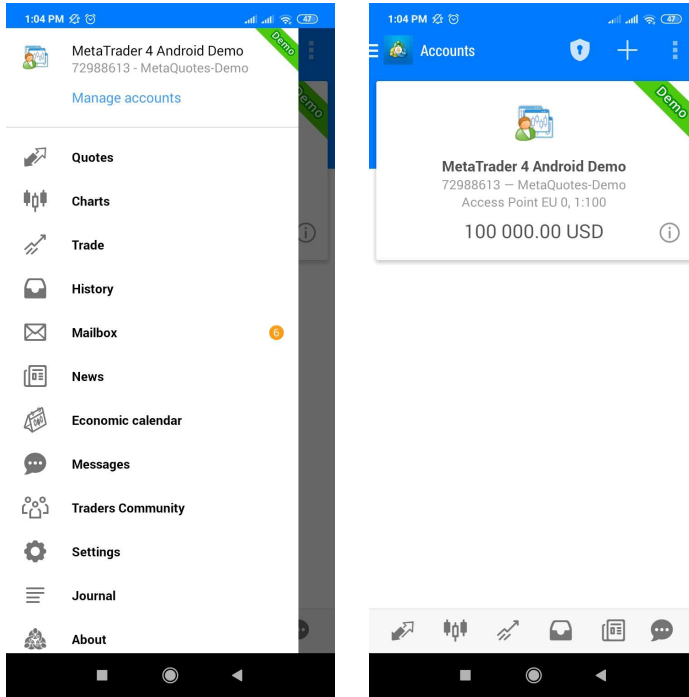 1:04 PM
47
MetaTrader 4 Android Demo
Demo
72988613 - MetaQuotes-Demo
Manage accounts
Demo
Quotes
Charts
Trade
History
Mailbox
6
News
Economic calendar
Messages
Traders Community
Settings
Journal
About
1:04 PM
47
Accounts
Demo
MetaTrader 4 Android Demo
72988613 — MetaQuotes-Demo
Access Point EU 0, 1:100
100 000.00 USD